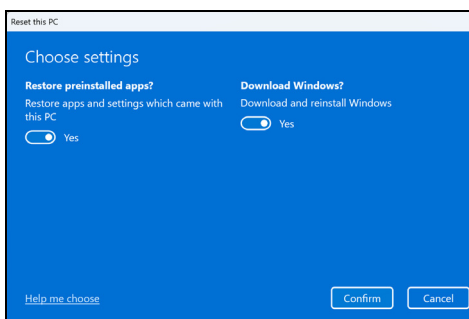 Reset this PC
Choose settings
Restore preinstalled apps?
Restore apps and settings which came with
this PC
Yes
Download Windows?
Download and reinstall Windows
Yes
Help me choose
Confirm
Cancel